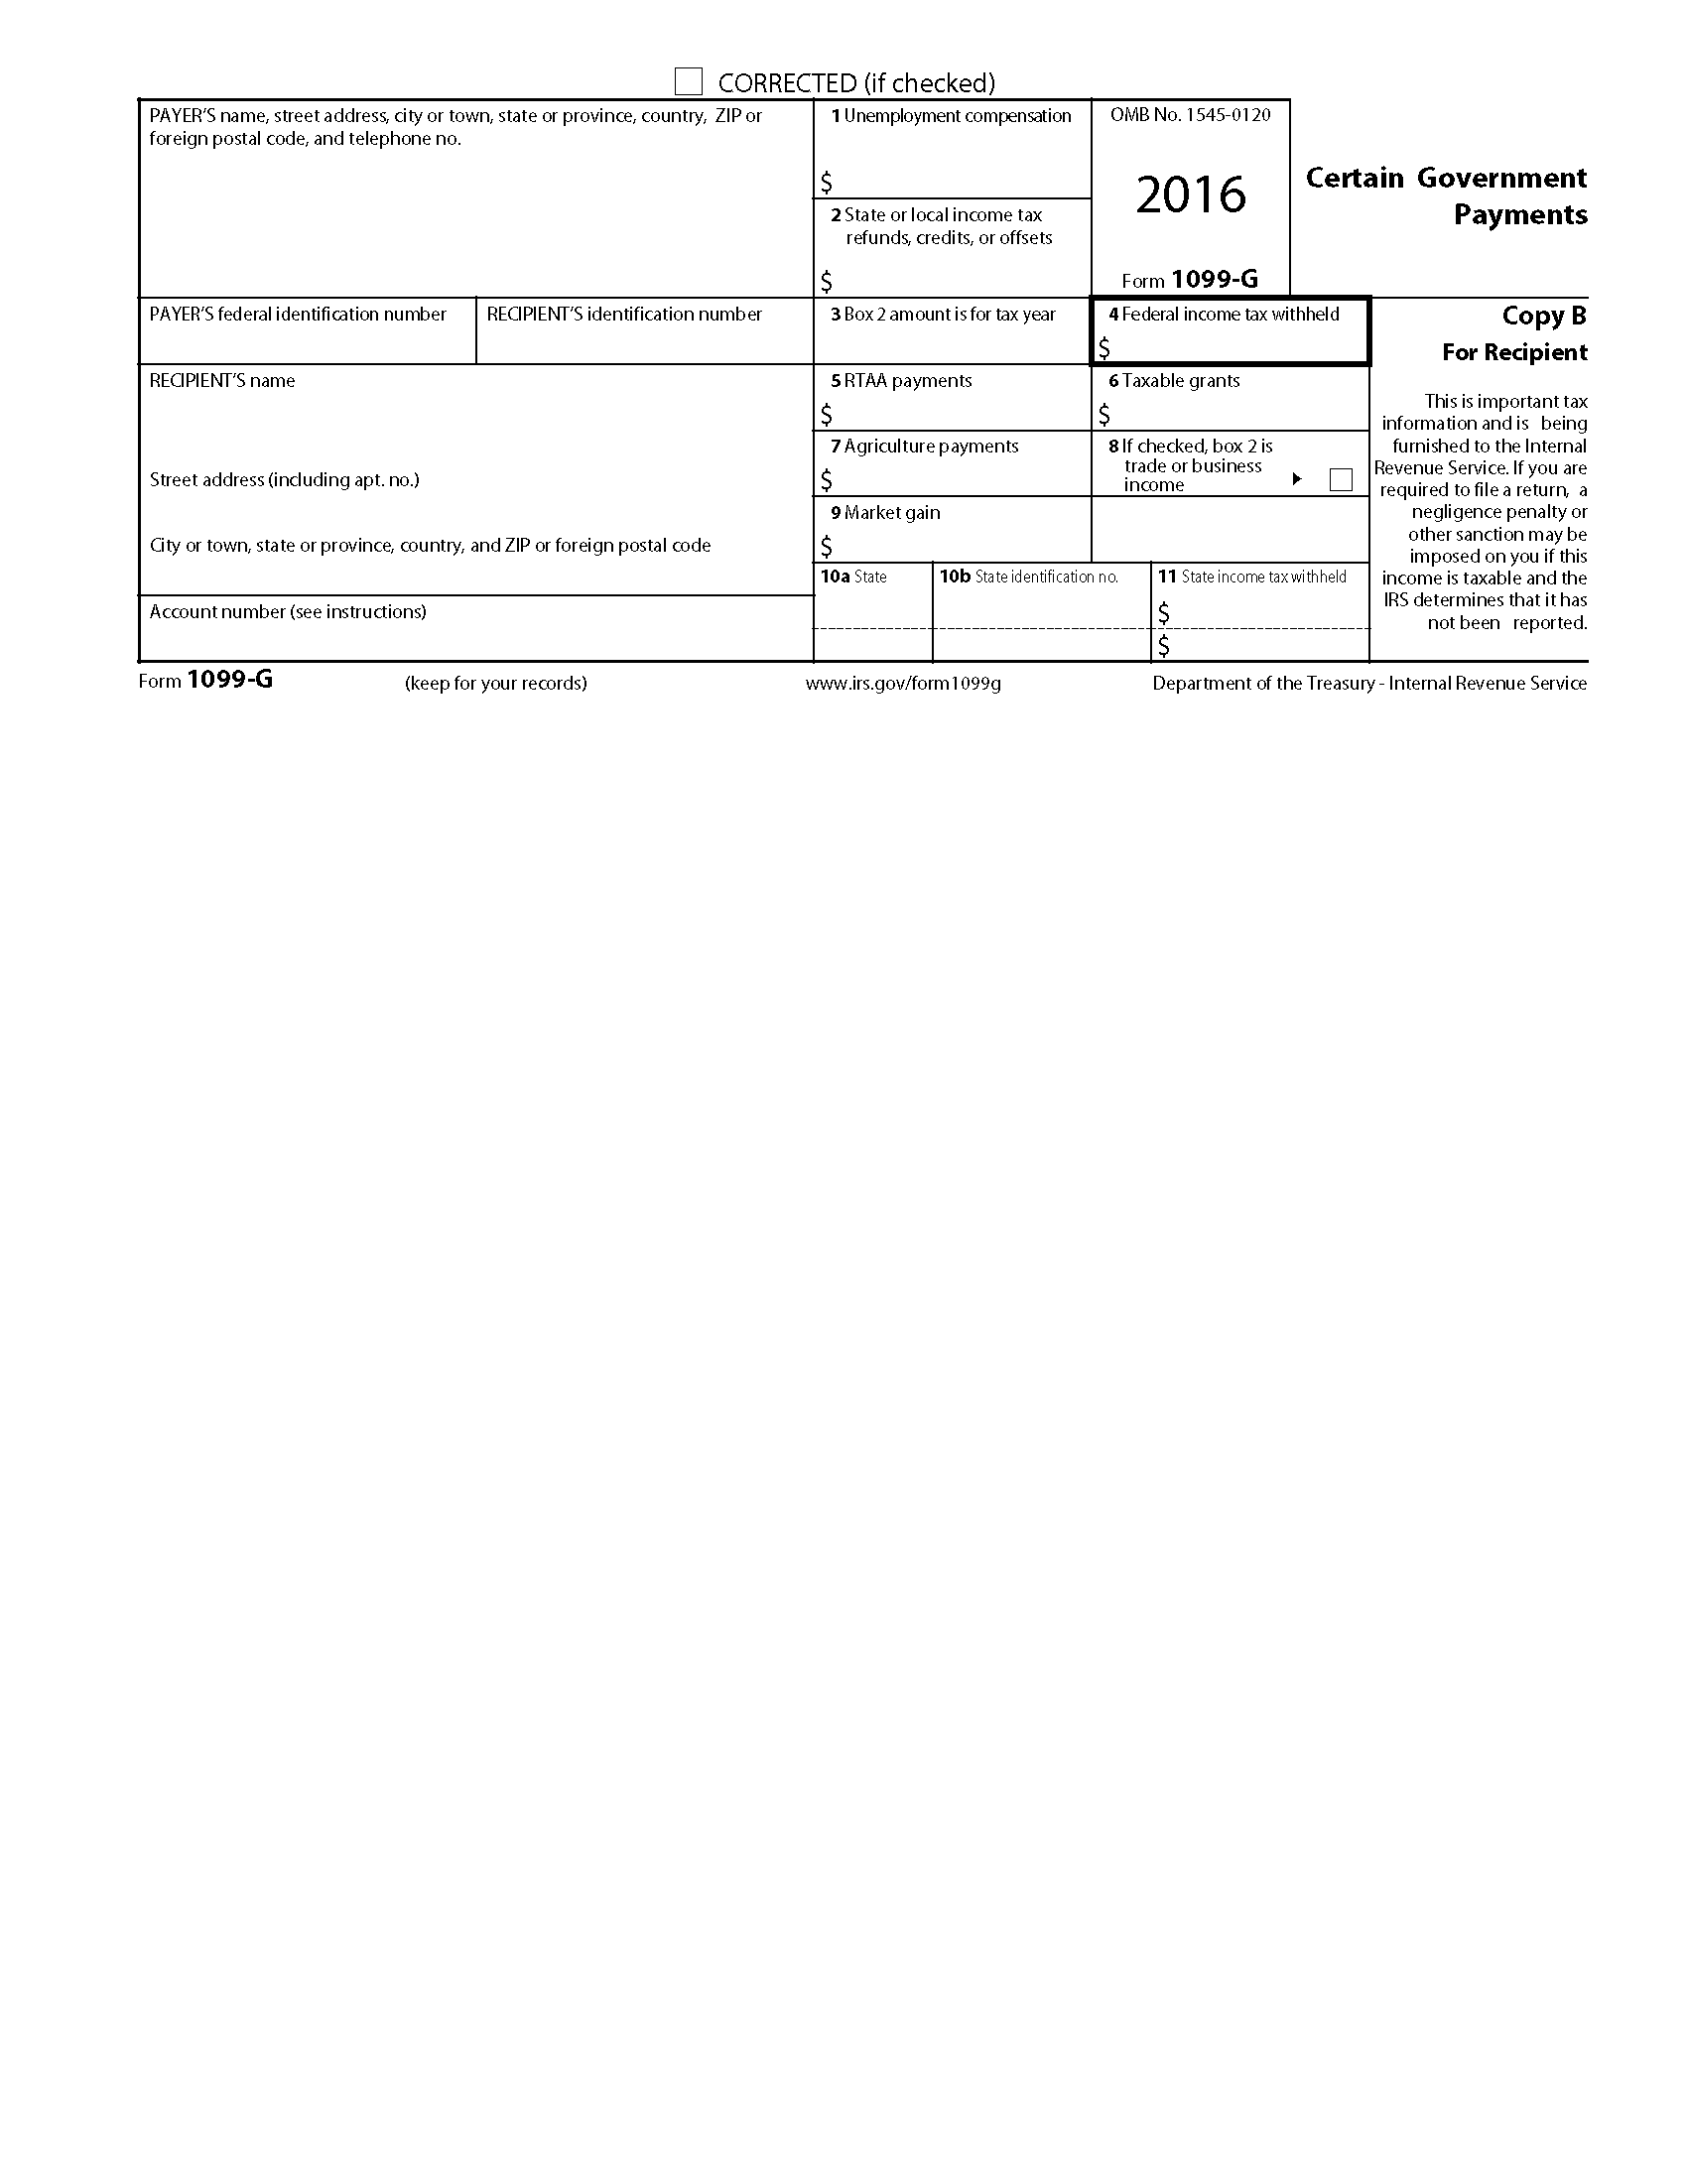 CORRECTED (if checked)
PAYER'S name, street address, city or town, state or province, country, ZIP or
foreign postal code, and telephone no.
1 Unemployment compensation
$
2 State or local income tax
refunds, credits, or offsets
$
OMB No. 1545-0120
2016
Form 1099-G
Certain Government
Payments
PAYER'S federal identification number
RECIPIENT'S identification number
3 Box 2 amount is for tax year
4 Federal income tax withheld
$
Copy B
For Recipient
RECIPIENT'S name
Street address (including apt. no.)
City or town, state or province, country, and ZIP or foreign postal code
Account number (see instructions)
5 RTAA payments
$
6 Taxable grants
$
7 Agriculture payments
$
8 If checked, box 2 is
trade or business
income
9 Market gain
$
10a State
10b State identification no.
11 State income tax withheld
$
$
This is important tax
information and is being
furnished to the Internal
Revenue Service. If you are
required to file a return, a
negligence penalty or
other sanction may be
imposed on you if this
income is taxable and the
IRS determines that it has
not been reported.
Form 1099-G
(keep for your records)
www.irs.gov/form1099g
Department of the Treasury - Internal Revenue Service